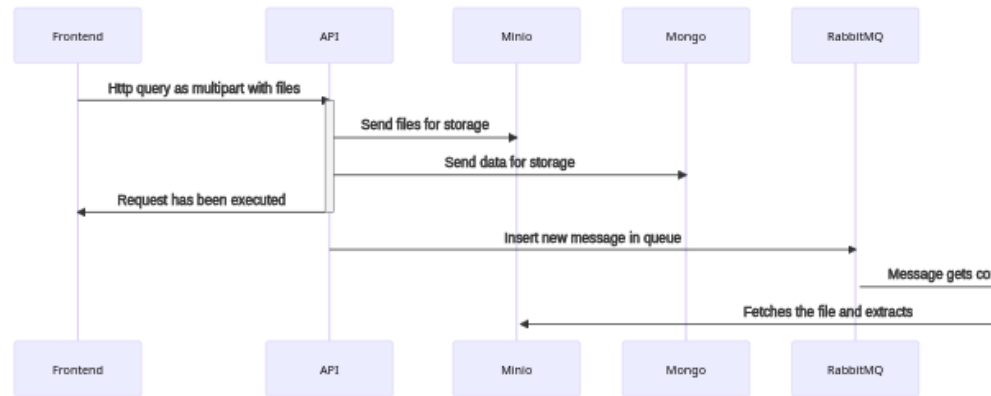 Frontend
API
Minio
Mongo
RabbitMQ
Http query as multipart with files
Send files for storage
Send data for storage
Request has been executed
Insert new message in queue
Message gets co
Fetches the file and extracts
Frontend
API
Minio
Mongo
RabbitMQ